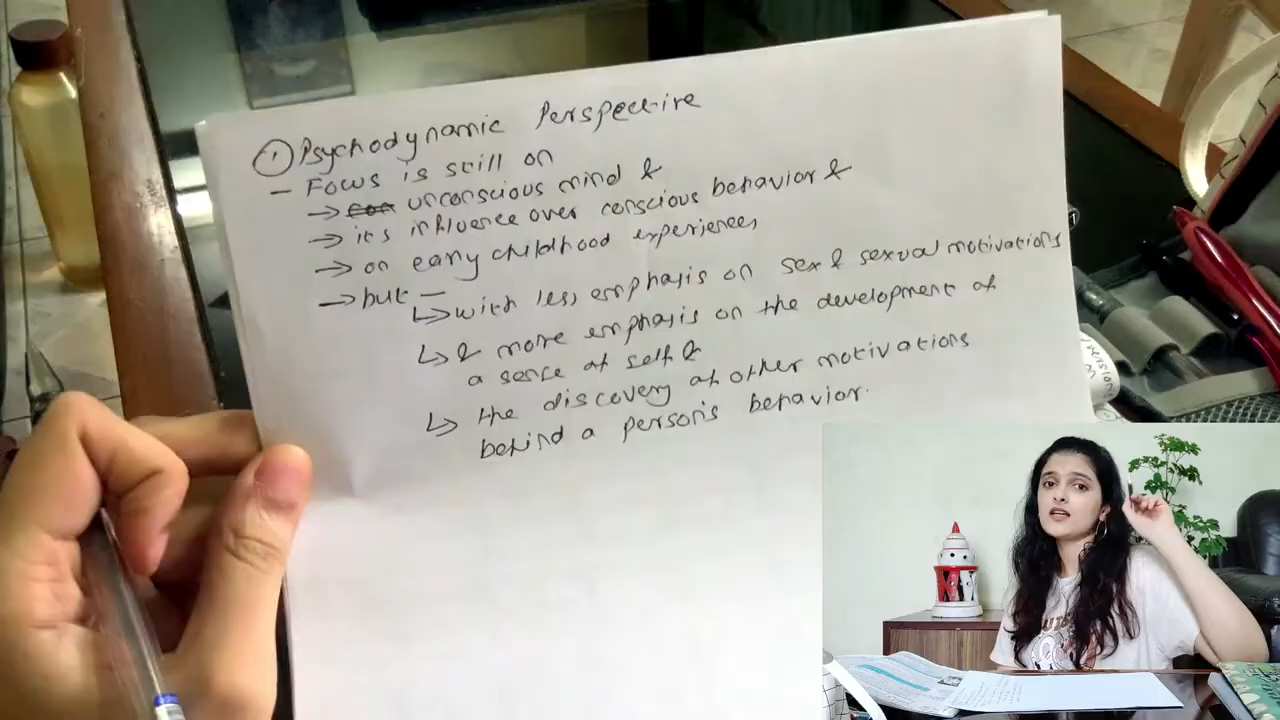 ① Psychodynamic Perspective
- Focus is still on
→ unconscious mind &
→ its influence over conscious behavior &
→ on early childhood experiences
→ but -
↳ with less emphasis on sex & sexual motivations
↳ & more emphasis on the development of
a sense of self &
↳ the discovery of other motivations
behind a person's behavior.